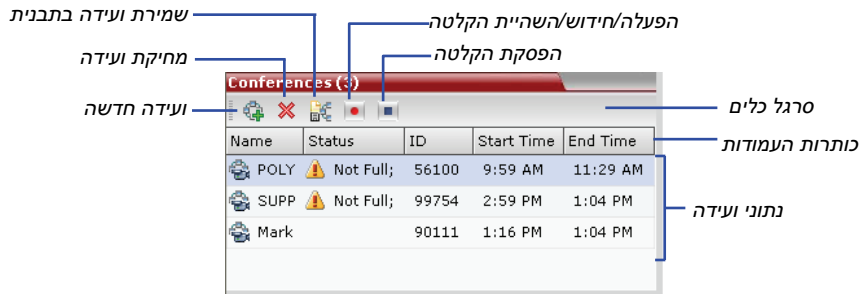 שמירת ועידה בתבנית
הפעלה/חידוש/השהיית הקלטה
מחיקת ועידה
הפסקת הקלטה
Conferences (3)
ועידה חדשה
סרגל כלים
Name Status ID Start Time End Time
כותרות העמודות
POLY Not Full; 56100 9:59 AM 11:29 AM
SUPP Not Full; 99754 2:59 PM 1:04 PM
נתוני ועידה
Mark 90111 1:16 PM 1:04 PM